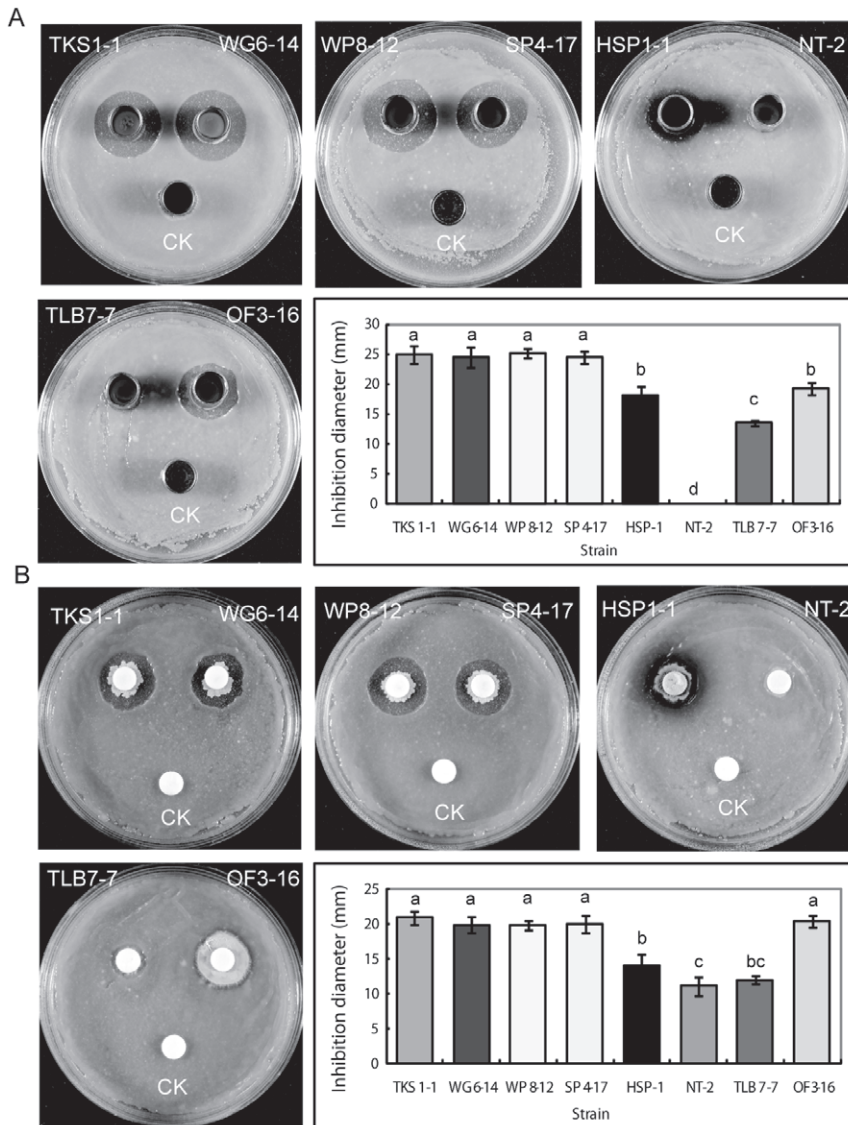 A
TKS1-1 WG6-14
WP8-12 SP4-17
HSP1-1 NT-2
CK
CK
CK
TLB7-7 OF3-16
CK
Inhibition diameter (mm)
30
25
20
15
10
5
0
a a a a b d c b
TKS 1-1 WG6-14 WP 8-12 SP 4-17 HSP-1 NT-2 TLB 7-7 OF3-16
Strain
B
TKS1-1 WG6-14
WP8-12 SP4-17
HSP1-1 NT-2
CK
CK
CK
TLB7-7 OF3-16
CK
Inhibition diameter (mm)
25
20
15
10
5
0
a a a a b c bc a
TKS 1-1 WG6-14 WP 8-12 SP 4-17 HSP-1 NT-2 TLB 7-7 OF3-16
Strain